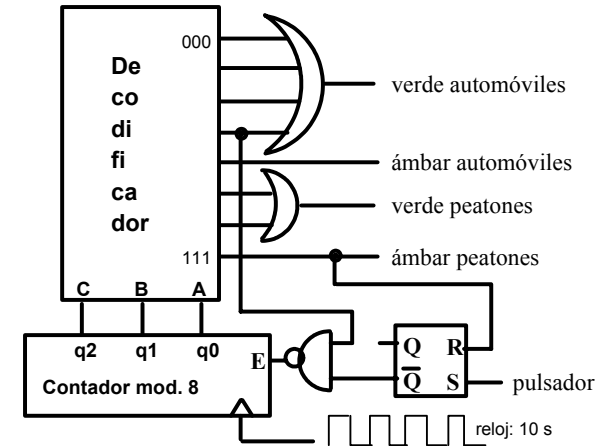 000
De
co
di
fi
ca
dor
111
verde automóviles
ámbar automóviles
verde peatones
ámbar peatones
C B A
q2 q1 q0
E
Contador mod. 8
Q R
Q̅ S
pulsador
reloj: 10 s